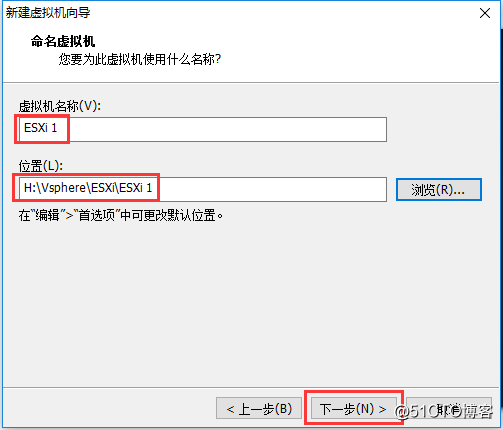 新建虚拟机向导
命名虚拟机
您要为此虚拟机使用什么名称?
虚拟机名称(V):
ESXi 1
位置(L):
H:\Vsphere\ESXi\ESXi 1
浏览(R)...
在“编辑”>“首选项”中可更改默认位置。
< 上一步(B) 下一步(N) > 取消
@51CTO博客